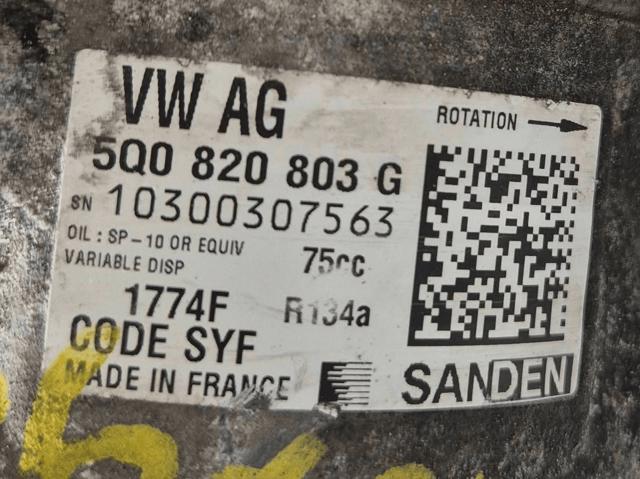 VW AG
ROTATION
5Q0 820 803 G
SN 10300307563
OIL : SP-10 OR EQUIV 75cc
VARIABLE DISP
1774F R134a
CODE SYF
MADE IN FRANCE
SANDEN